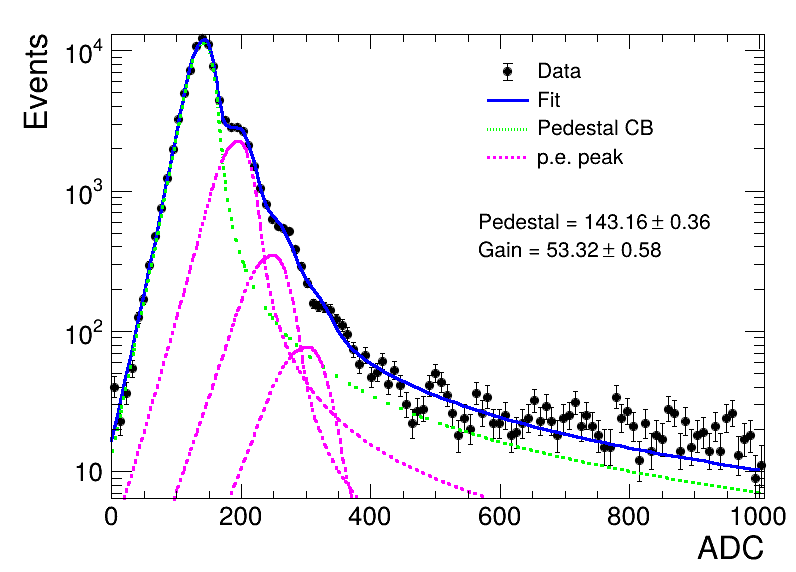 Events
10⁴
10³
10²
10
Data
Fit
Pedestal CB
p.e. peak
Pedestal = 143.16 ± 0.36
Gain = 53.32 ± 0.58
0 200 400 600 800 1000
ADC